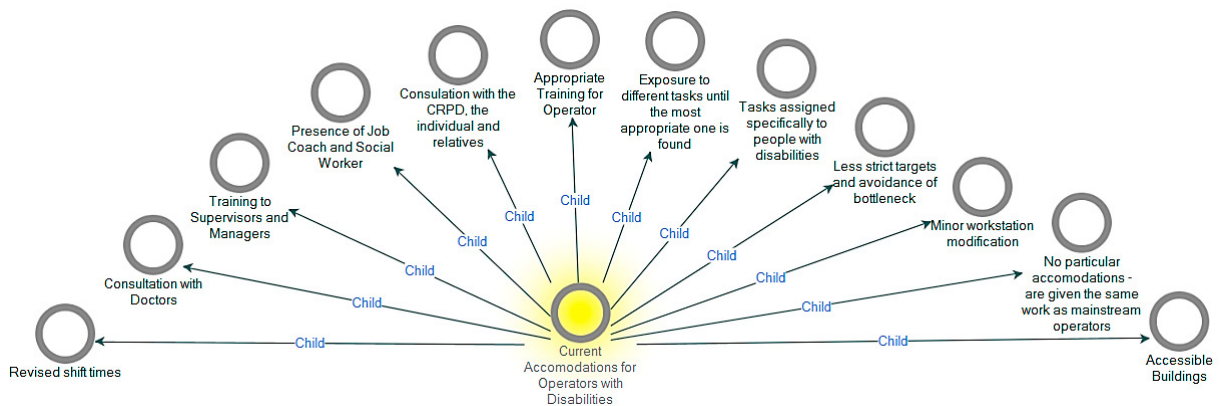 Revised shift times
Child
Consultation with
Doctors
Child
Training to
Supervisors and
Managers
Child
Presence of Job
Coach and Social
Worker
Child
Consulation with the
CRPD, the
individual and
relatives
Child
Appropriate
Training for
Operator
Child
Exposure to
different tasks until
the most
appropriate one is
found
Child
Tasks assigned
specifically to
people with
disabilities
Child
Less strict targets
and avoidance of
bottleneck
Child
Minor workstation
modification
Child
No particular
accomodations -
are given the same
work as mainstream
operators
Child
Accessible
Buildings
Child
Current
Accomodations for
Operators with
Disabilities